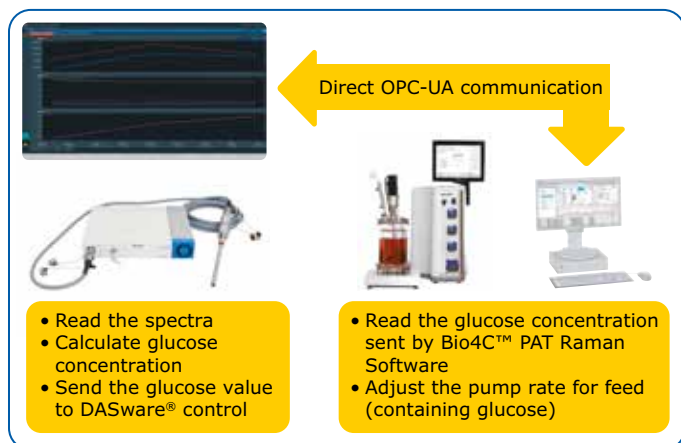 Direct OPC-UA communication
• Read the spectra
• Calculate glucose
concentration
• Send the glucose value
to DASware® control
• Read the glucose concentration
sent by Bio4C™ PAT Raman
Software
• Adjust the pump rate for feed
(containing glucose)